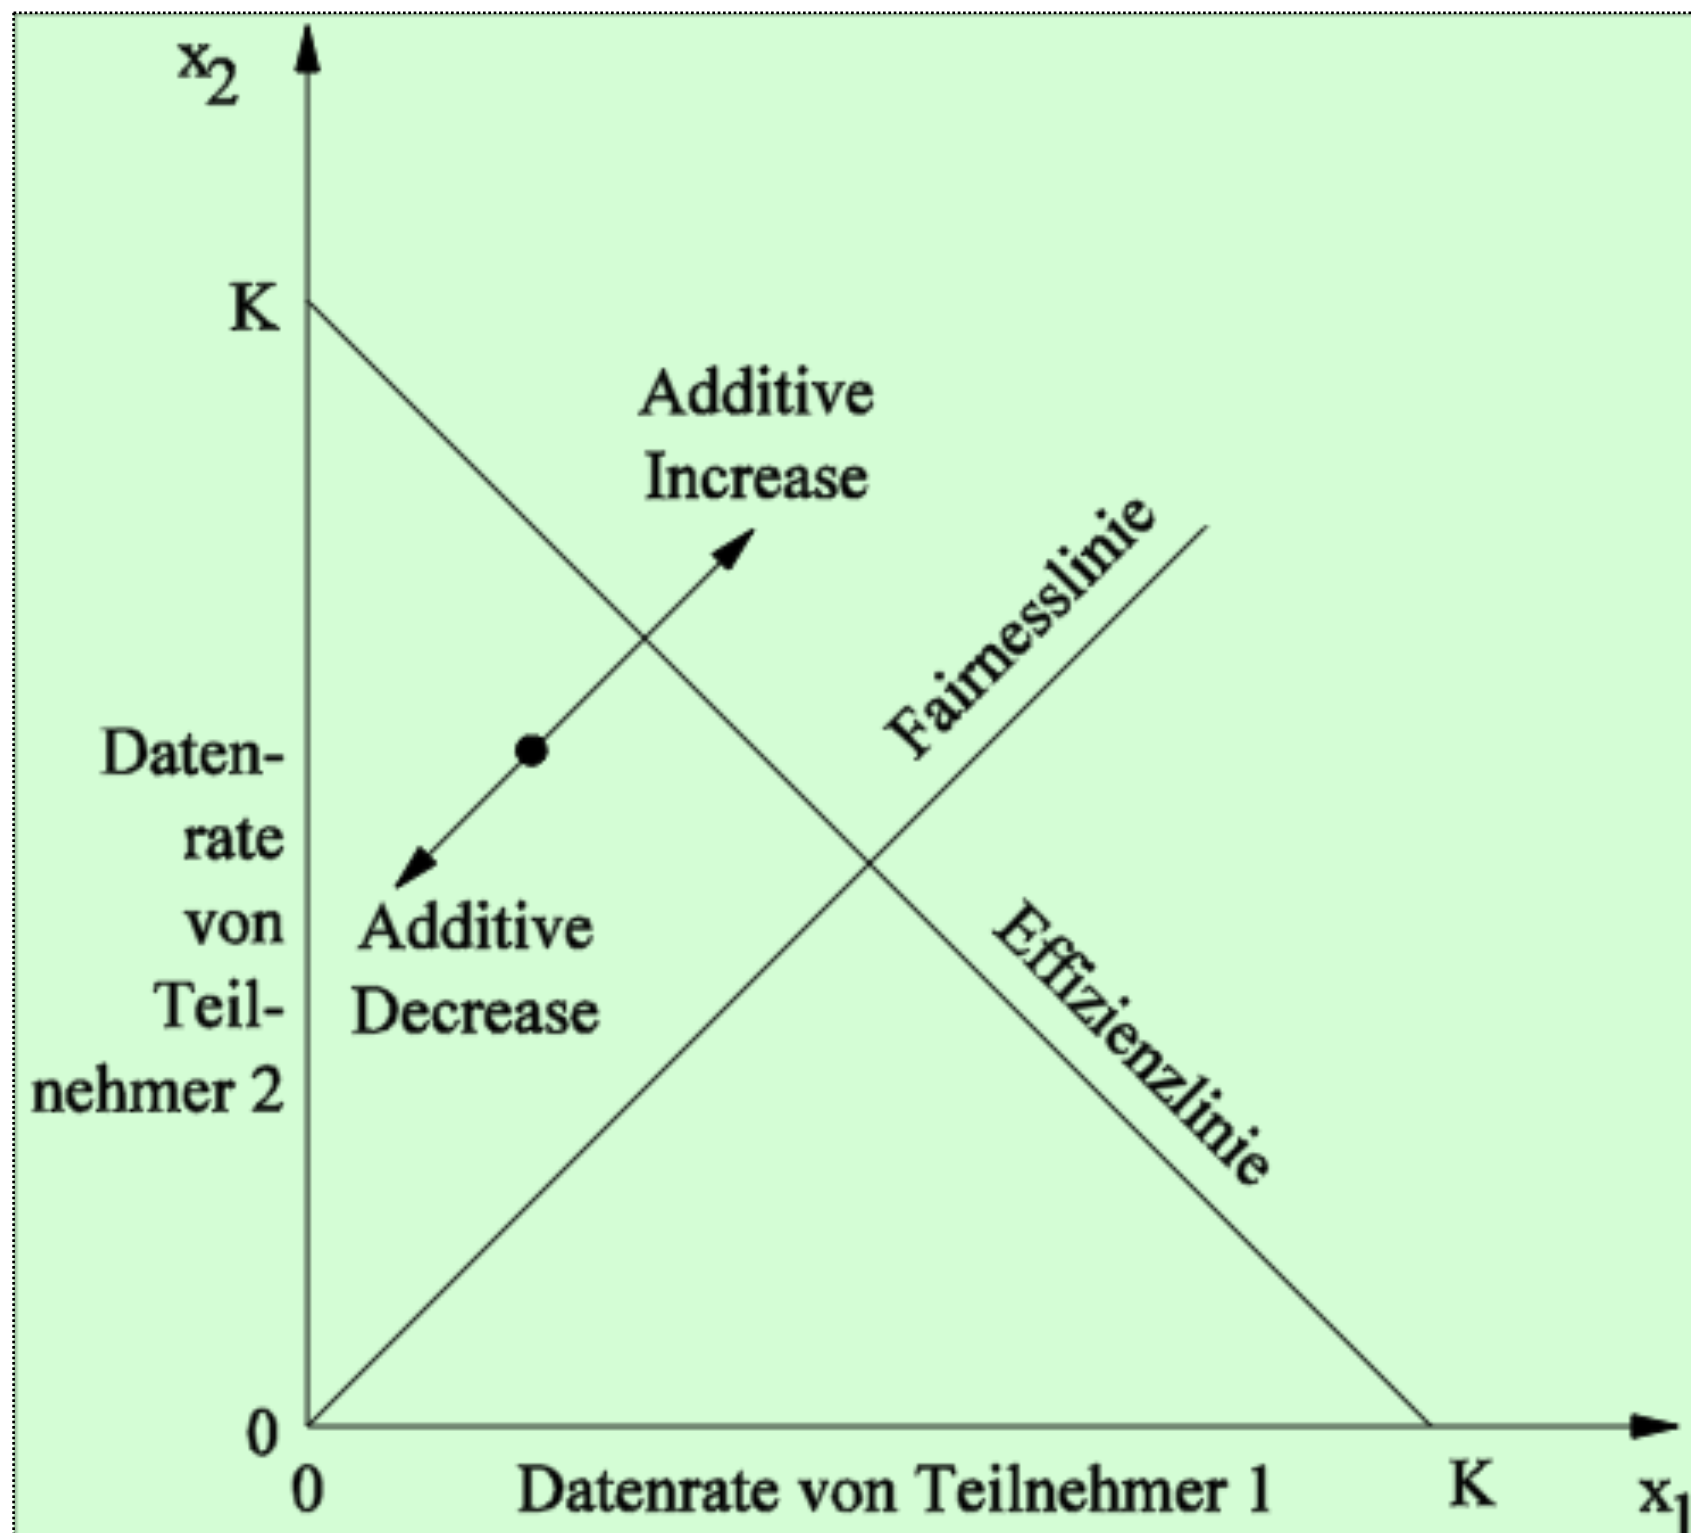 x2
K
Additive
Increase
Fairnesslinie
Daten-
rate
von
Teil-
nehmer 2
Additive
Decrease
Effizienzlinie
0
0
Datenrate von Teilnehmer 1
K
x1